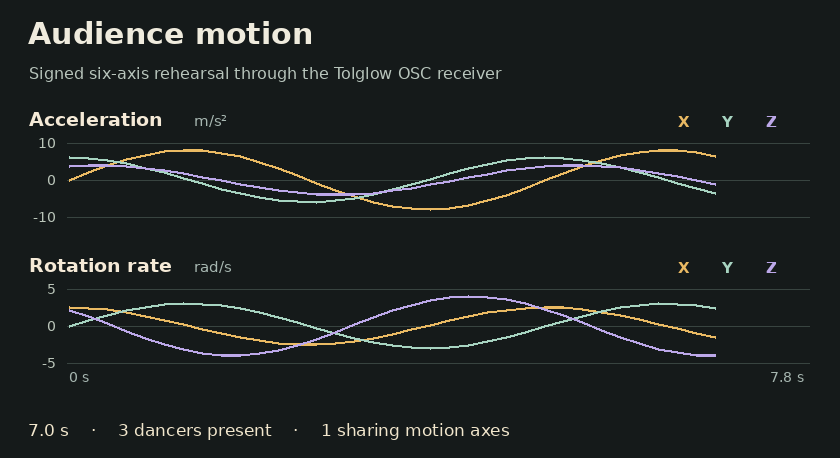 Audience motion
Signed six-axis rehearsal through the Tolglow OSC receiver
Acceleration m/s² X Y Z
10
0
-10
Rotation rate rad/s X Y Z
5
0
-5
0 s 7.8 s
7.0 s · 3 dancers present · 1 sharing motion axes